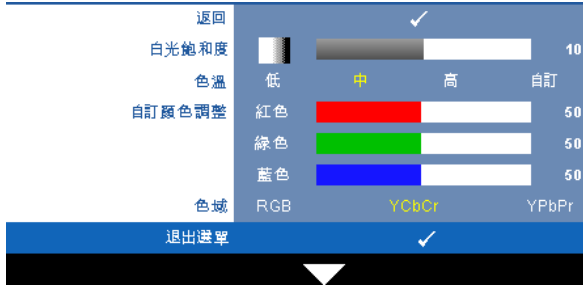 返回
白光飽和度 10
色溫 低 中 高 自訂
自訂顏色調整 紅色 50
綠色 50
藍色 50
色域 RGB YCbCr YPbPr
退出選單